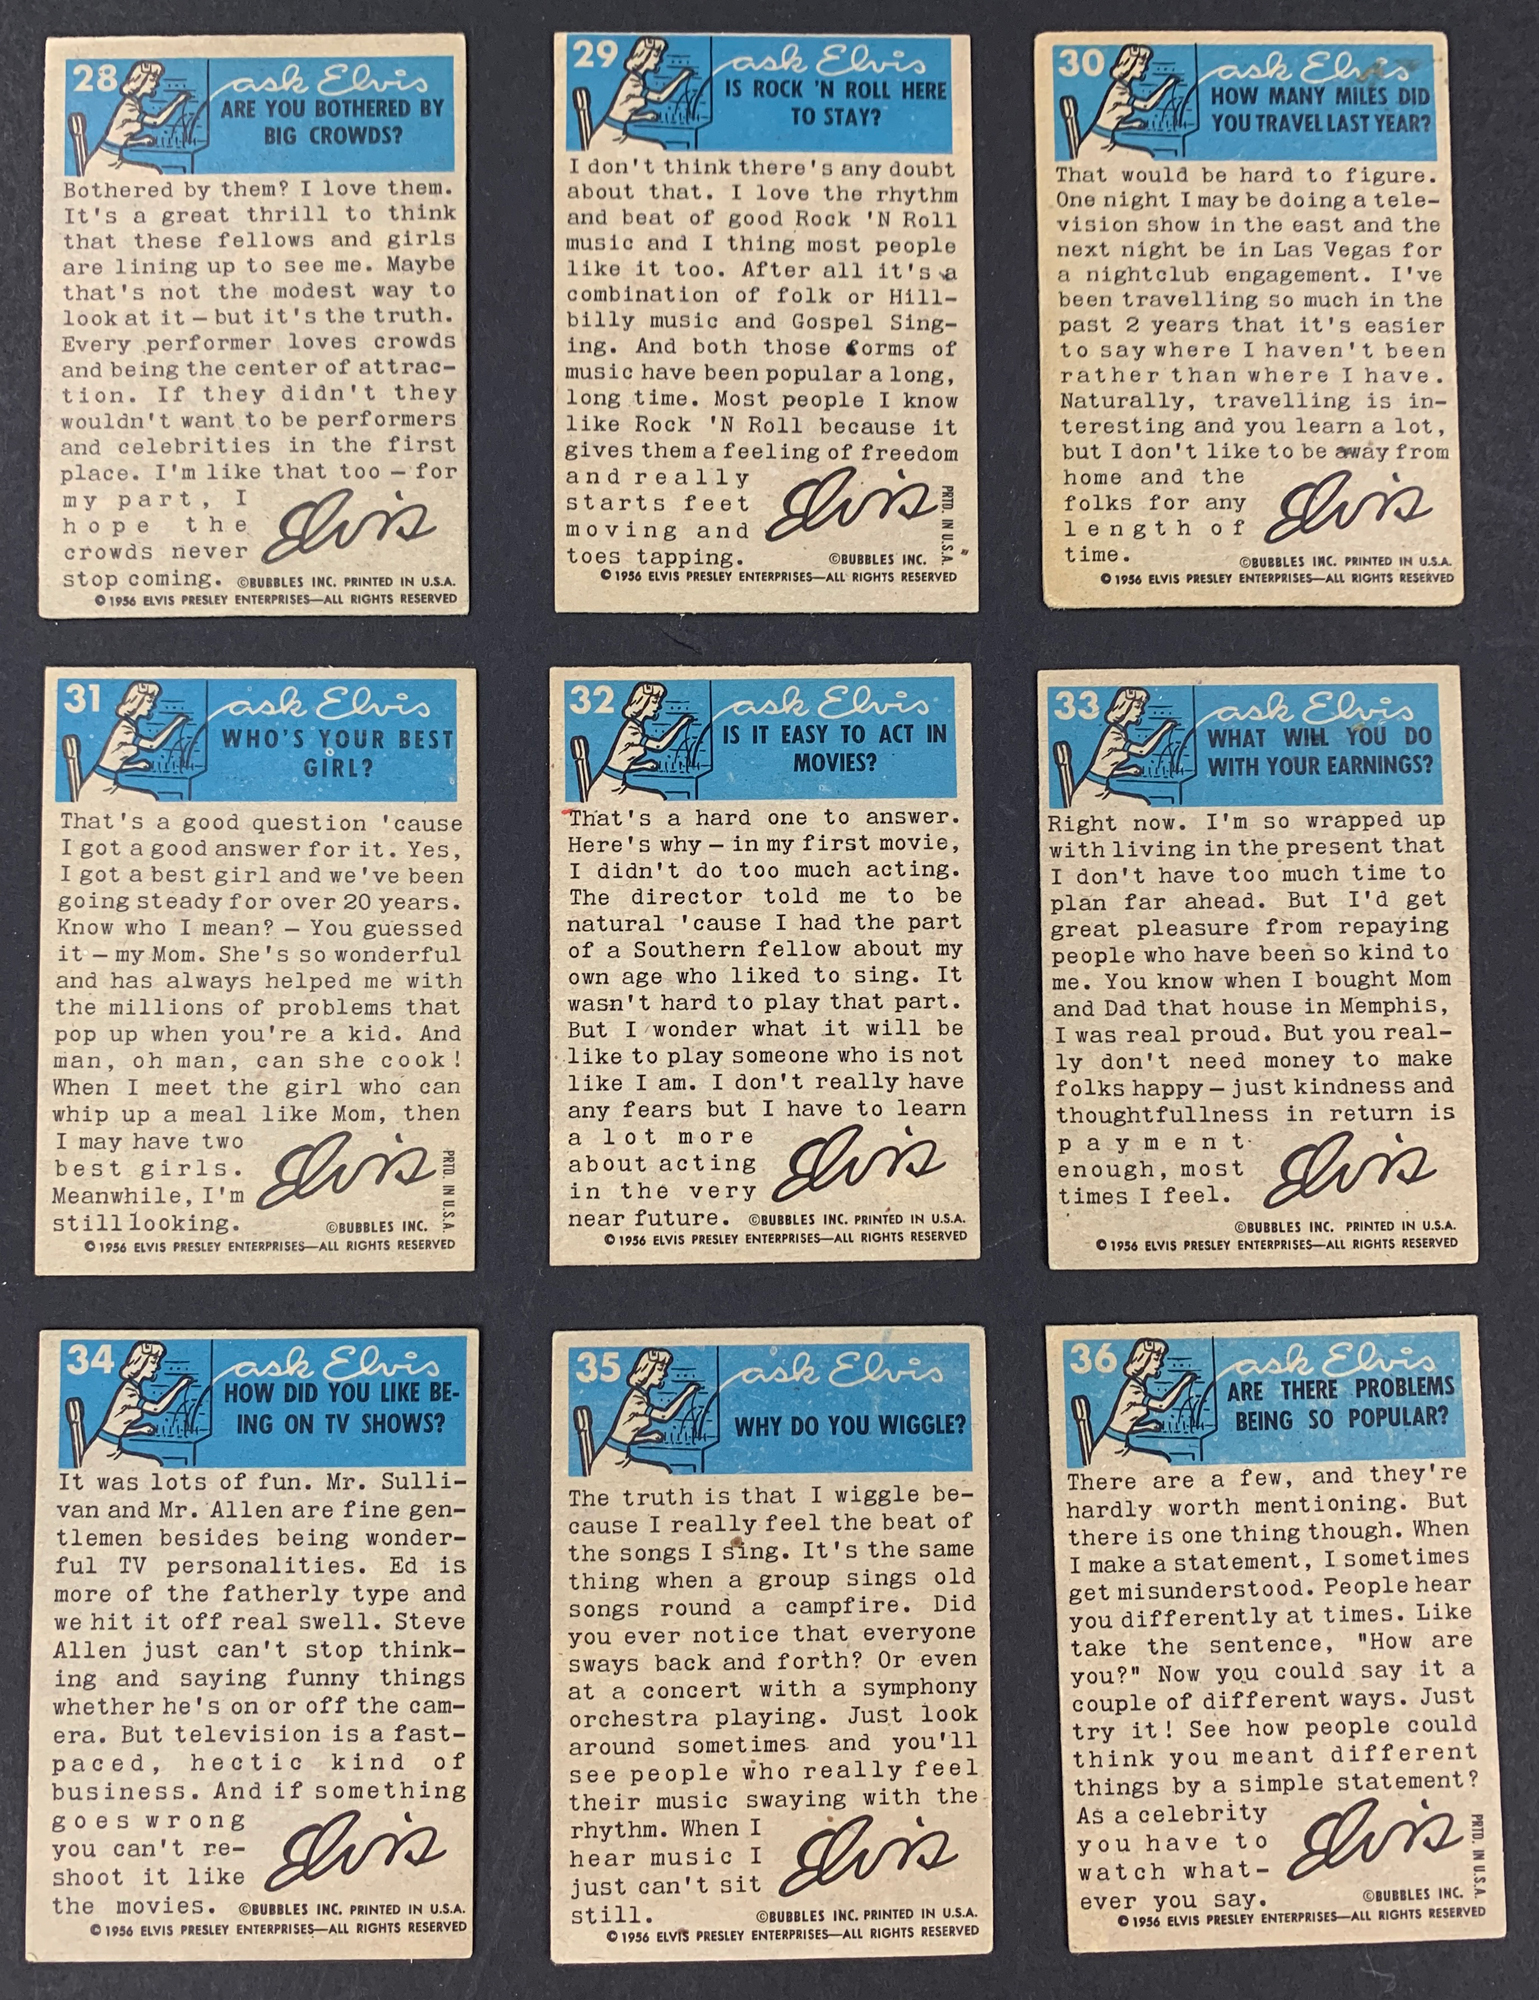 28
ask Elvis
ARE YOU BOTHERED BY
BIG CROWDS?
Bothered by them? I love them.
It's a great thrill to think
that these fellows and girls
are lining up to see me. Maybe
that's not the modest way to
look at it – but it's the truth.
Every performer loves crowds
and being the center of attrac-
tion. If they didn't they
wouldn't want to be performers
and celebrities in the first
place. I'm like that too – for
my part, I
hope the
crowds never
stop coming.
Elvis
©BUBBLES INC. PRINTED IN U.S.A.
© 1956 ELVIS PRESLEY ENTERPRISES—ALL RIGHTS RESERVED
29
ask Elvis
IS ROCK 'N ROLL HERE
TO STAY?
I don't think there's any doubt
about that. I love the rhythm
and beat of good Rock 'N Roll
music and I thing most people
like it too. After all it's a
combination of folk or Hill-
billy music and Gospel Sing-
ing. And both those forms of
music have been popular a long,
long time. Most people I know
like Rock 'N Roll because it
gives them a feeling of freedom
and really
starts feet
moving and
toes tapping.
Elvis
©BUBBLES INC.
PRTD. IN U.S.A.
© 1956 ELVIS PRESLEY ENTERPRISES—ALL RIGHTS RESERVED
30
ask Elvis
HOW MANY MILES DID
YOU TRAVEL LAST YEAR?
That would be hard to figure.
One night I may be doing a tele-
vision show in the east and the
next night be in Las Vegas for
a nightclub engagement. I've
been travelling so much in the
past 2 years that it's easier
to say where I haven't been
rather than where I have.
Naturally, travelling is in-
teresting and you learn a lot,
but I don't like to be away from
home and the
folks for any
length of
time.
Elvis
©BUBBLES INC. PRINTED IN U.S.A.
© 1956 ELVIS PRESLEY ENTERPRISES—ALL RIGHTS RESERVED
31
ask Elvis
WHO'S YOUR BEST
GIRL?
That's a good question 'cause
I got a good answer for it. Yes,
I got a best girl and we've been
going steady for over 20 years.
Know who I mean? – You guessed
it – my Mom. She's so wonderful
and has always helped me with
the millions of problems that
pop up when you're a kid. And
man, oh man, can she cook!
When I meet the girl who can
whip up a meal like Mom, then
I may have two
best girls.
Meanwhile, I'm
still looking.
Elvis
©BUBBLES INC.
PRTD. IN U.S.A.
© 1956 ELVIS PRESLEY ENTERPRISES—ALL RIGHTS RESERVED
32
ask Elvis
IS IT EASY TO ACT IN
MOVIES?
That's a hard one to answer.
Here's why – in my first movie,
I didn't do too much acting.
The director told me to be
natural 'cause I had the part
of a Southern fellow about my
own age who liked to sing. It
wasn't hard to play that part.
But I wonder what it will be
like to play someone who is not
like I am. I don't really have
any fears but I have to learn
a lot more
about acting
in the very
near future.
Elvis
©BUBBLES INC. PRINTED IN U.S.A.
© 1956 ELVIS PRESLEY ENTERPRISES—ALL RIGHTS RESERVED
33
ask Elvis
WHAT WILL YOU DO
WITH YOUR EARNINGS?
Right now. I'm so wrapped up
with living in the present that
I don't have too much time to
plan far ahead. But I'd get
great pleasure from repaying
people who have been so kind to
me. You know when I bought Mom
and Dad that house in Memphis,
I was real proud. But you real-
ly don't need money to make
folks happy – just kindness and
thoughtfullness in return is
payment
enough, most
times I feel.
Elvis
©BUBBLES INC. PRINTED IN U.S.A.
© 1956 ELVIS PRESLEY ENTERPRISES—ALL RIGHTS RESERVED
34
ask Elvis
HOW DID YOU LIKE BE-
ING ON TV SHOWS?
It was lots of fun. Mr. Sulli-
van and Mr. Allen are fine gen-
tlemen besides being wonder-
ful TV personalities. Ed is
more of the fatherly type and
we hit it off real swell. Steve
Allen just can't stop think-
ing and saying funny things
whether he's on or off the cam-
era. But television is a fast-
paced, hectic kind of
business. And if something
goes wrong
you can't re-
shoot it like
the movies.
Elvis
©BUBBLES INC. PRINTED IN U.S.A.
© 1956 ELVIS PRESLEY ENTERPRISES—ALL RIGHTS RESERVED
35
ask Elvis
WHY DO YOU WIGGLE?
The truth is that I wiggle be-
cause I really feel the beat of
the songs I sing. It's the same
thing when a group sings old
songs round a campfire. Did
you ever notice that everyone
sways back and forth? Or even
at a concert with a symphony
orchestra playing. Just look
around sometimes and you'll
see people who really feel
their music swaying with the
rhythm. When I
hear music I
just can't sit
still.
Elvis
©BUBBLES INC. PRINTED IN U.S.A.
© 1956 ELVIS PRESLEY ENTERPRISES—ALL RIGHTS RESERVED
36
ask Elvis
ARE THERE PROBLEMS
BEING SO POPULAR?
There are a few, and they're
hardly worth mentioning. But
there is one thing though. When
I make a statement, I sometimes
get misunderstood. People hear
you differently at times. Like
take the sentence, "How are
you?" Now you could say it a
couple of different ways. Just
try it! See how people could
think you meant different
things by a simple statement?
As a celebrity
you have to
watch what-
ever you say.
Elvis
©BUBBLES INC.
PRTD. IN U.S.A.
© 1956 ELVIS PRESLEY ENTERPRISES—ALL RIGHTS RESERVED